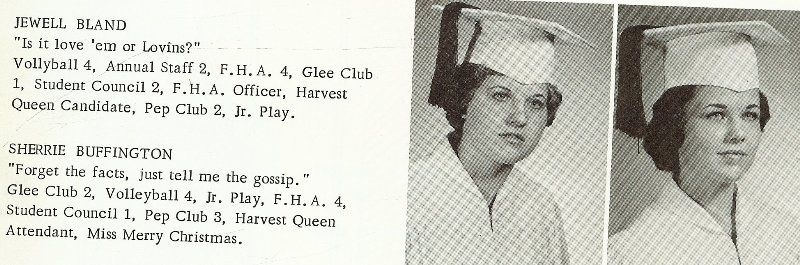 JEWELL BLAND
"Is it love 'em or Lovins?"
Vollyball 4, Annual Staff 2, F.H.A. 4, Glee Club
1, Student Council 2, F.H.A. Officer, Harvest
Queen Candidate, Pep Club 2, Jr. Play.
SHERRIE BUFFINGTON
"Forget the facts, just tell me the gossip."
Glee Club 2, Volleyball 4, Jr. Play, F.H.A. 4,
Student Council 1, Pep Club 3, Harvest Queen
Attendant, Miss Merry Christmas.